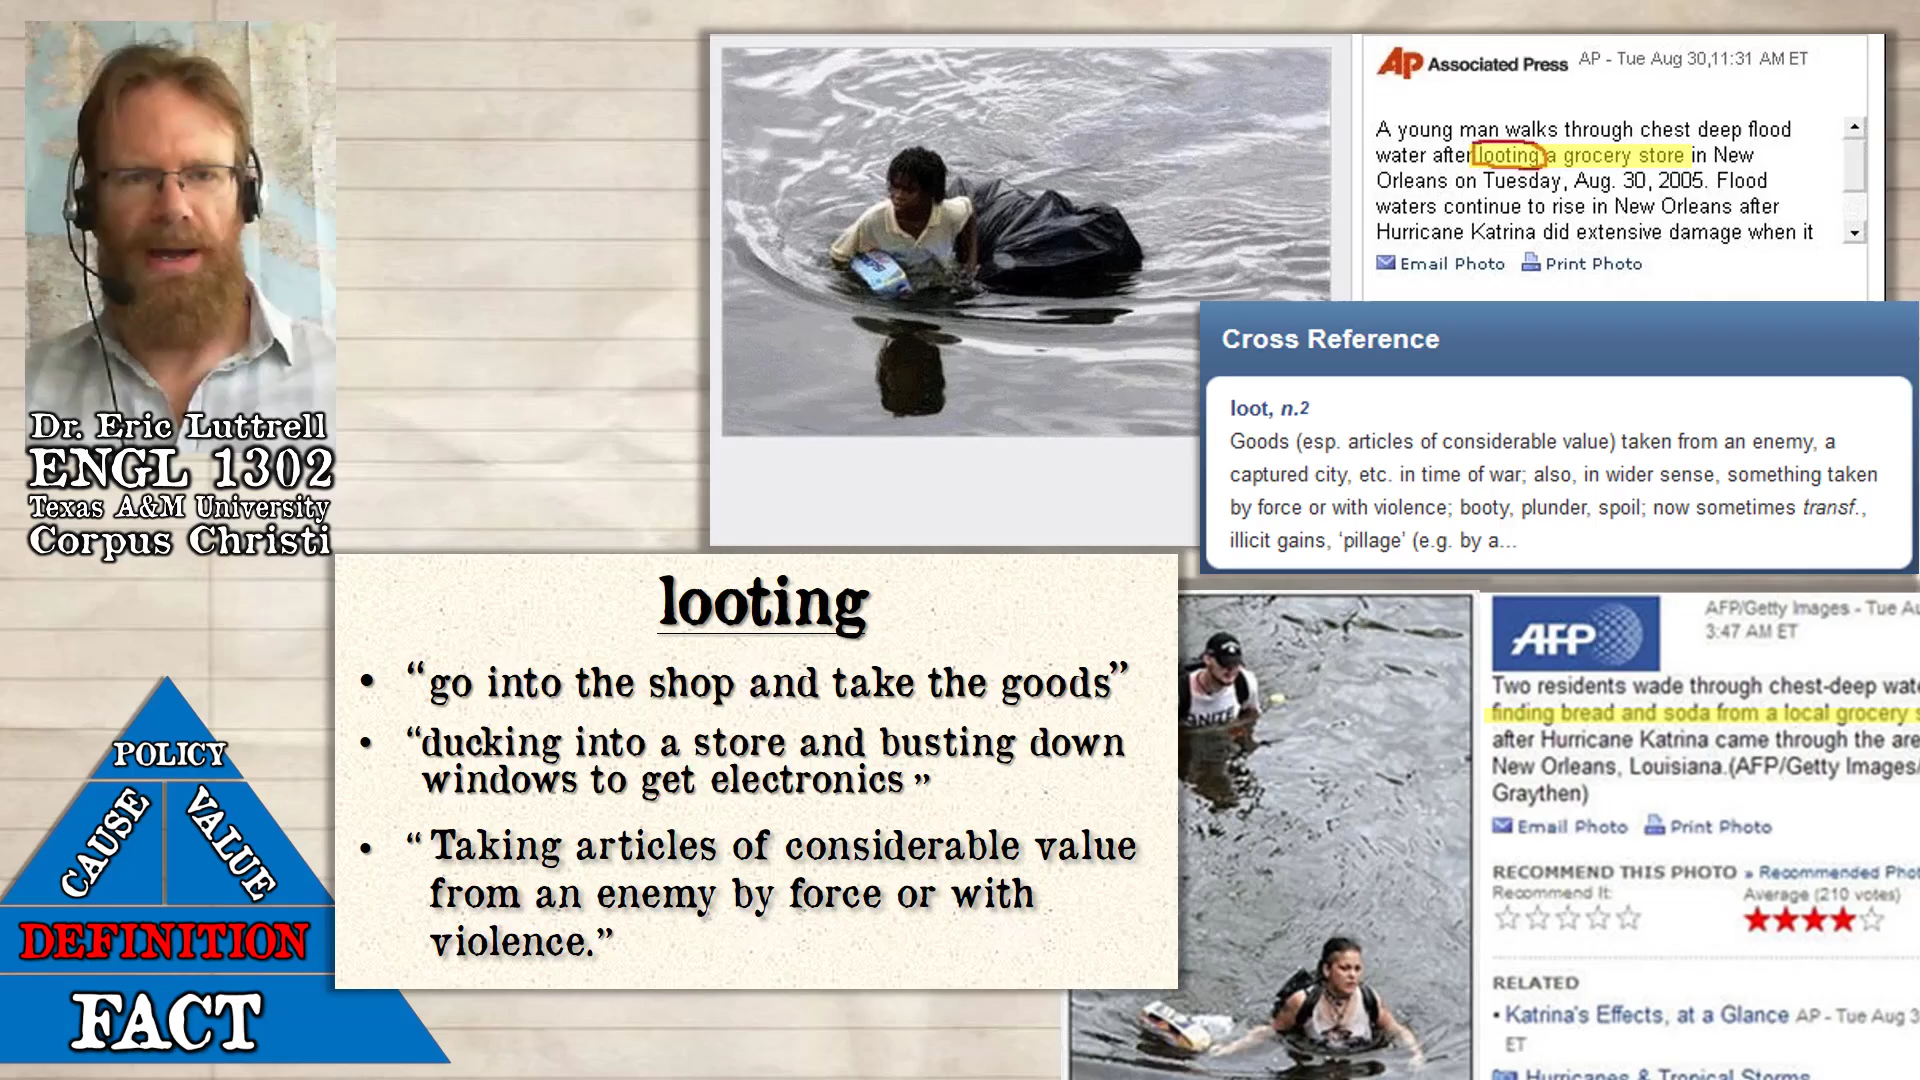 Dr. Eric Luttrell
ENGL 1302
Texas A&M University
Corpus Christi
AP Associated Press AP - Tue Aug 30,11:31 AM ET
A young man walks through chest deep flood
water after looting a grocery store in New
Orleans on Tuesday, Aug. 30, 2005. Flood
waters continue to rise in New Orleans after
Hurricane Katrina did extensive damage when it
Email Photo Print Photo
Cross Reference
loot, n.2
Goods (esp. articles of considerable value) taken from an enemy, a
captured city, etc. in time of war; also, in wider sense, something taken
by force or with violence; booty, plunder, spoil; now sometimes transf.,
illicit gains, ‘pillage’ (e.g. by a...
looting
• “go into the shop and take the goods”
• “ducking into a store and busting down
windows to get electronics ”
• “ Taking articles of considerable value
from an enemy by force or with
violence.”
POLICY
CAUSE
VALUE
DEFINITION
FACT
AFP
AFP/Getty Images - Tue
3:47 AM ET
Two residents wade through chest-deep
finding bread and soda from a local grocery
after Hurricane Katrina came through the
New Orleans, Louisiana.(AFP/Getty Images/
Graythen)
Email Photo Print Photo
RECOMMEND THIS PHOTO » Recommended
Recommend It:
Average (210 votes)
RELATED
• Katrina's Effects, at a Glance AP - Tue Aug
ET
Hurricanes & Tropical Storms